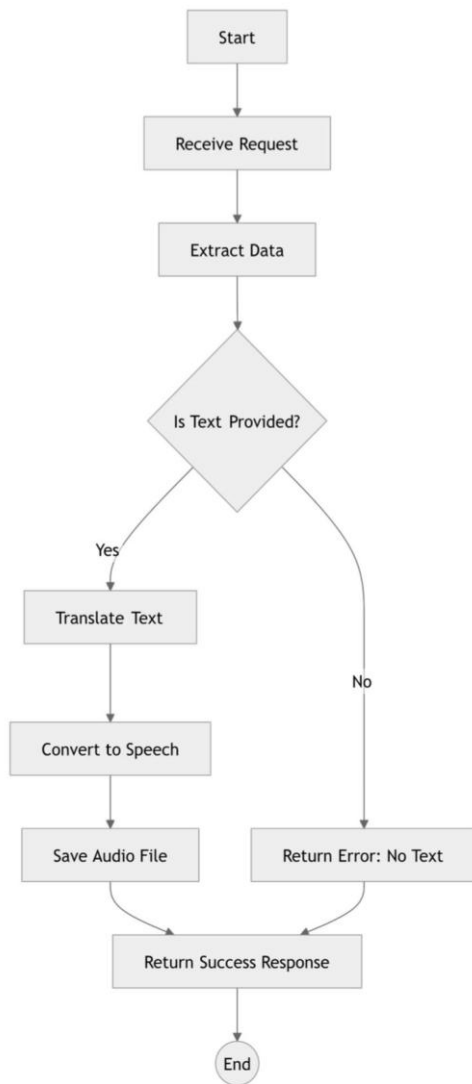 Start
Receive Request
Extract Data
Is Text Provided?
Yes
Translate Text
No
Convert to Speech
Save Audio File
Return Error: No Text
Return Success Response
End